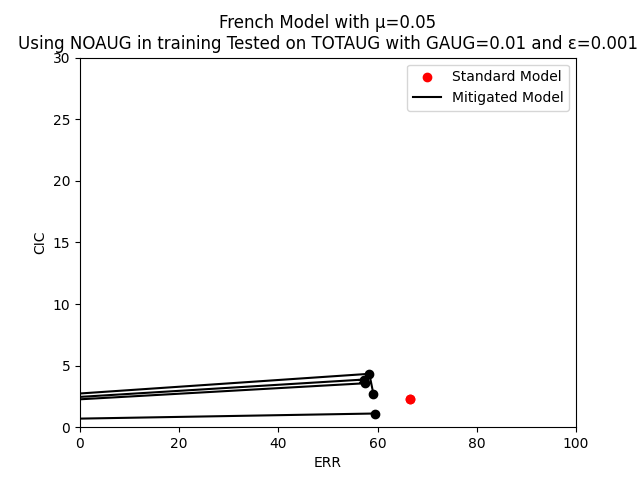 French Model with μ=0.05
Using NOAUG in training Tested on TOTAUG with GAUG=0.01 and ε=0.001
Standard Model
Mitigated Model
CIC
30
25
20
15
10
5
0
0 20 40 60 80 100
ERR